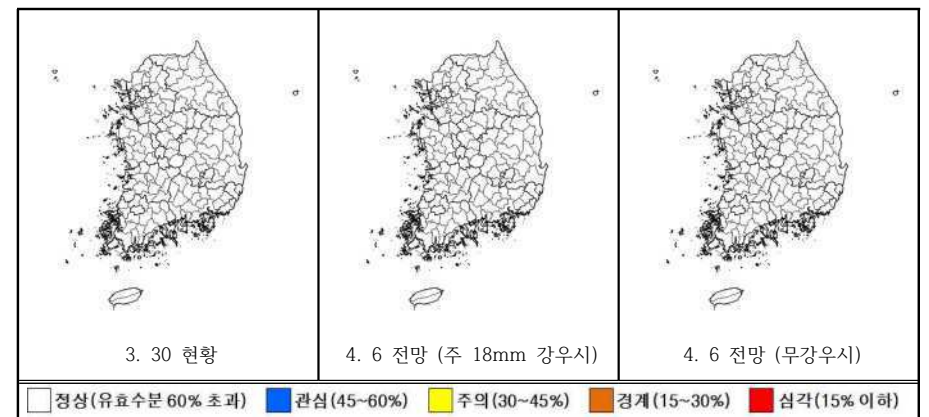 3. 30 현황
4. 6 전망 (주 18mm 강우시)
4. 6 전망 (무강우시)
정상(유효수분 60% 초과) 관심(45~60%) 주의(30~45%) 경계(15~30%) 심각(15% 이하)